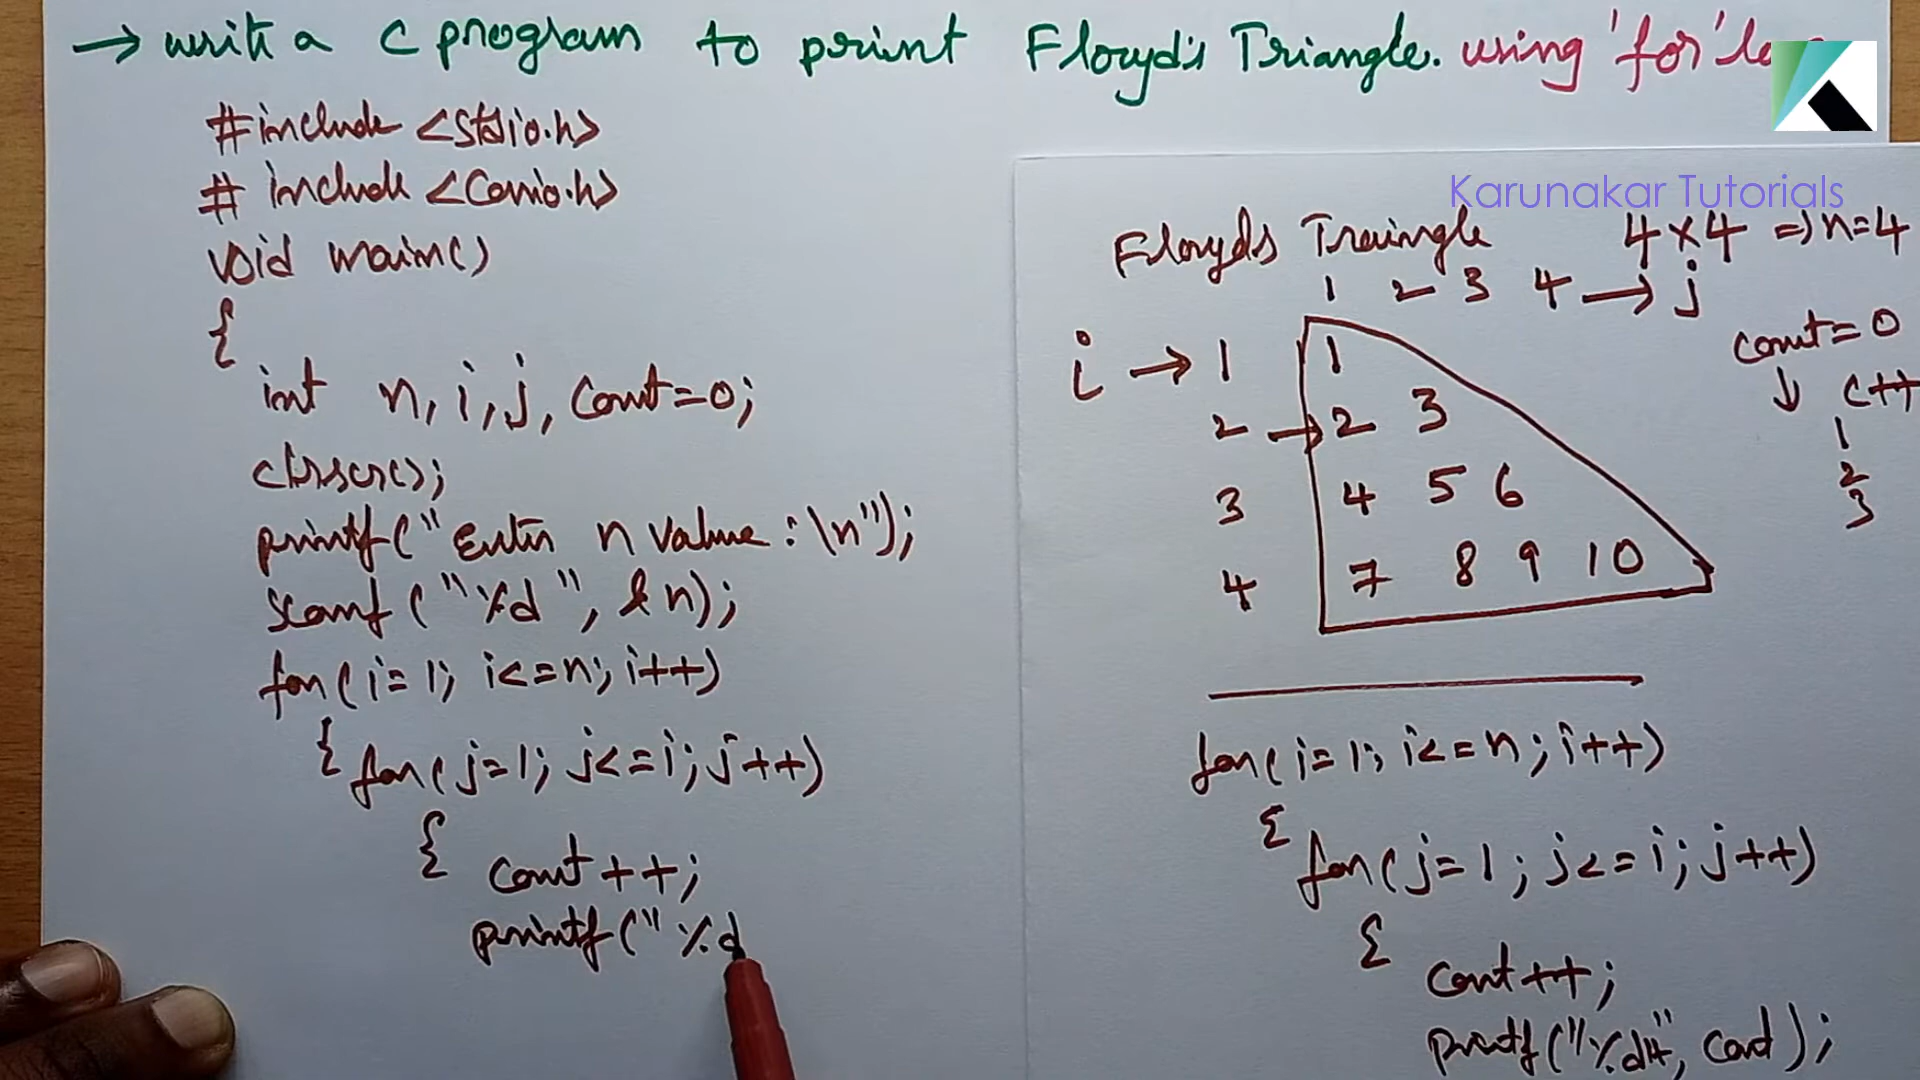 → write a C program to print Floyd's Triangle. using 'for'
#include <stdio.h>
# include <Conio.h>
void main()
{
int n, i, j, Count=0;
clrscr();
printf("Enter n value :\n");
scanf ("%d", &n);
for(i=1; i<=n; i++)
{ for(j=1; j<=i; j++)
{ Count++;
printf("%d
Karunakar Tutorials
Floyds Traingle 4×4 ⇒ n=4
1 2 3 4 → j
i → 1 1
2 → 2 3
3 4 5 6
4 7 8 9 10
Count=0
↓ C++
1
2
3
for(i=1; i<=n; i++)
{
for(j=1; j<=i; j++)
{
Count++;
printf("%d", Count);